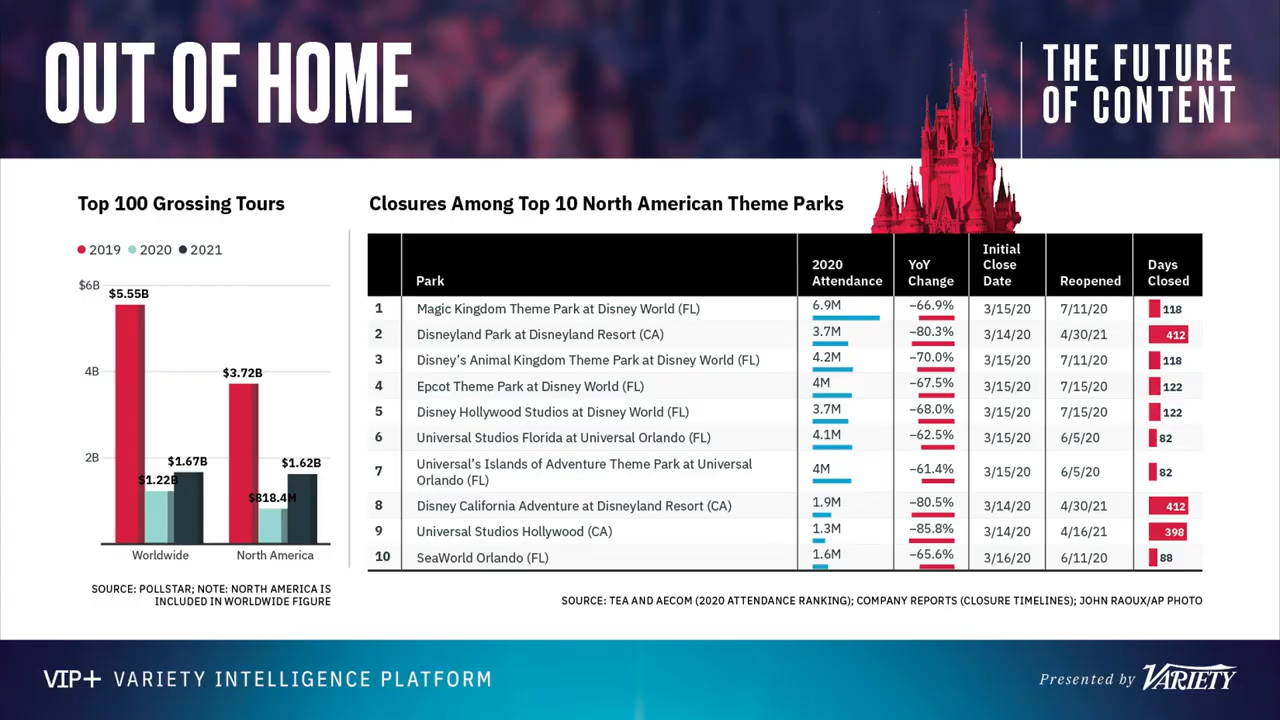 OUT OF HOME
THE FUTURE
OF CONTENT
Top 100 Grossing Tours
2019 2020 2021
$6B
4B
2B
$5.55B
$1.22B
$1.67B
$3.72B
$818.4M
$1.62B
Worldwide North America
SOURCE: POLLSTAR; NOTE: NORTH AMERICA IS
INCLUDED IN WORLDWIDE FIGURE
Closures Among Top 10 North American Theme Parks
Park 2020 Attendance YoY Change Initial Close Date Reopened Days Closed
1 Magic Kingdom Theme Park at Disney World (FL) 6.9M –66.9% 3/15/20 7/11/20 118
2 Disneyland Park at Disneyland Resort (CA) 3.7M –80.3% 3/14/20 4/30/21 412
3 Disney’s Animal Kingdom Theme Park at Disney World (FL) 4.2M –70.0% 3/15/20 7/11/20 118
4 Epcot Theme Park at Disney World (FL) 4M –67.5% 3/15/20 7/15/20 122
5 Disney Hollywood Studios at Disney World (FL) 3.7M –68.0% 3/15/20 7/15/20 122
6 Universal Studios Florida at Universal Orlando (FL) 4.1M –62.5% 3/15/20 6/5/20 82
7 Universal’s Islands of Adventure Theme Park at Universal
Orlando (FL) 4M –61.4% 3/15/20 6/5/20 82
8 Disney California Adventure at Disneyland Resort (CA) 1.9M –80.5% 3/14/20 4/30/21 412
9 Universal Studios Hollywood (CA) 1.3M –85.8% 3/14/20 4/16/21 398
10 SeaWorld Orlando (FL) 1.6M –65.6% 3/16/20 6/11/20 88
SOURCE: TEA AND AECOM (2020 ATTENDANCE RANKING); COMPANY REPORTS (CLOSURE TIMELINES); JOHN RAOUX/AP PHOTO
VIP+ VARIETY INTELLIGENCE PLATFORM
Presented by VARIETY